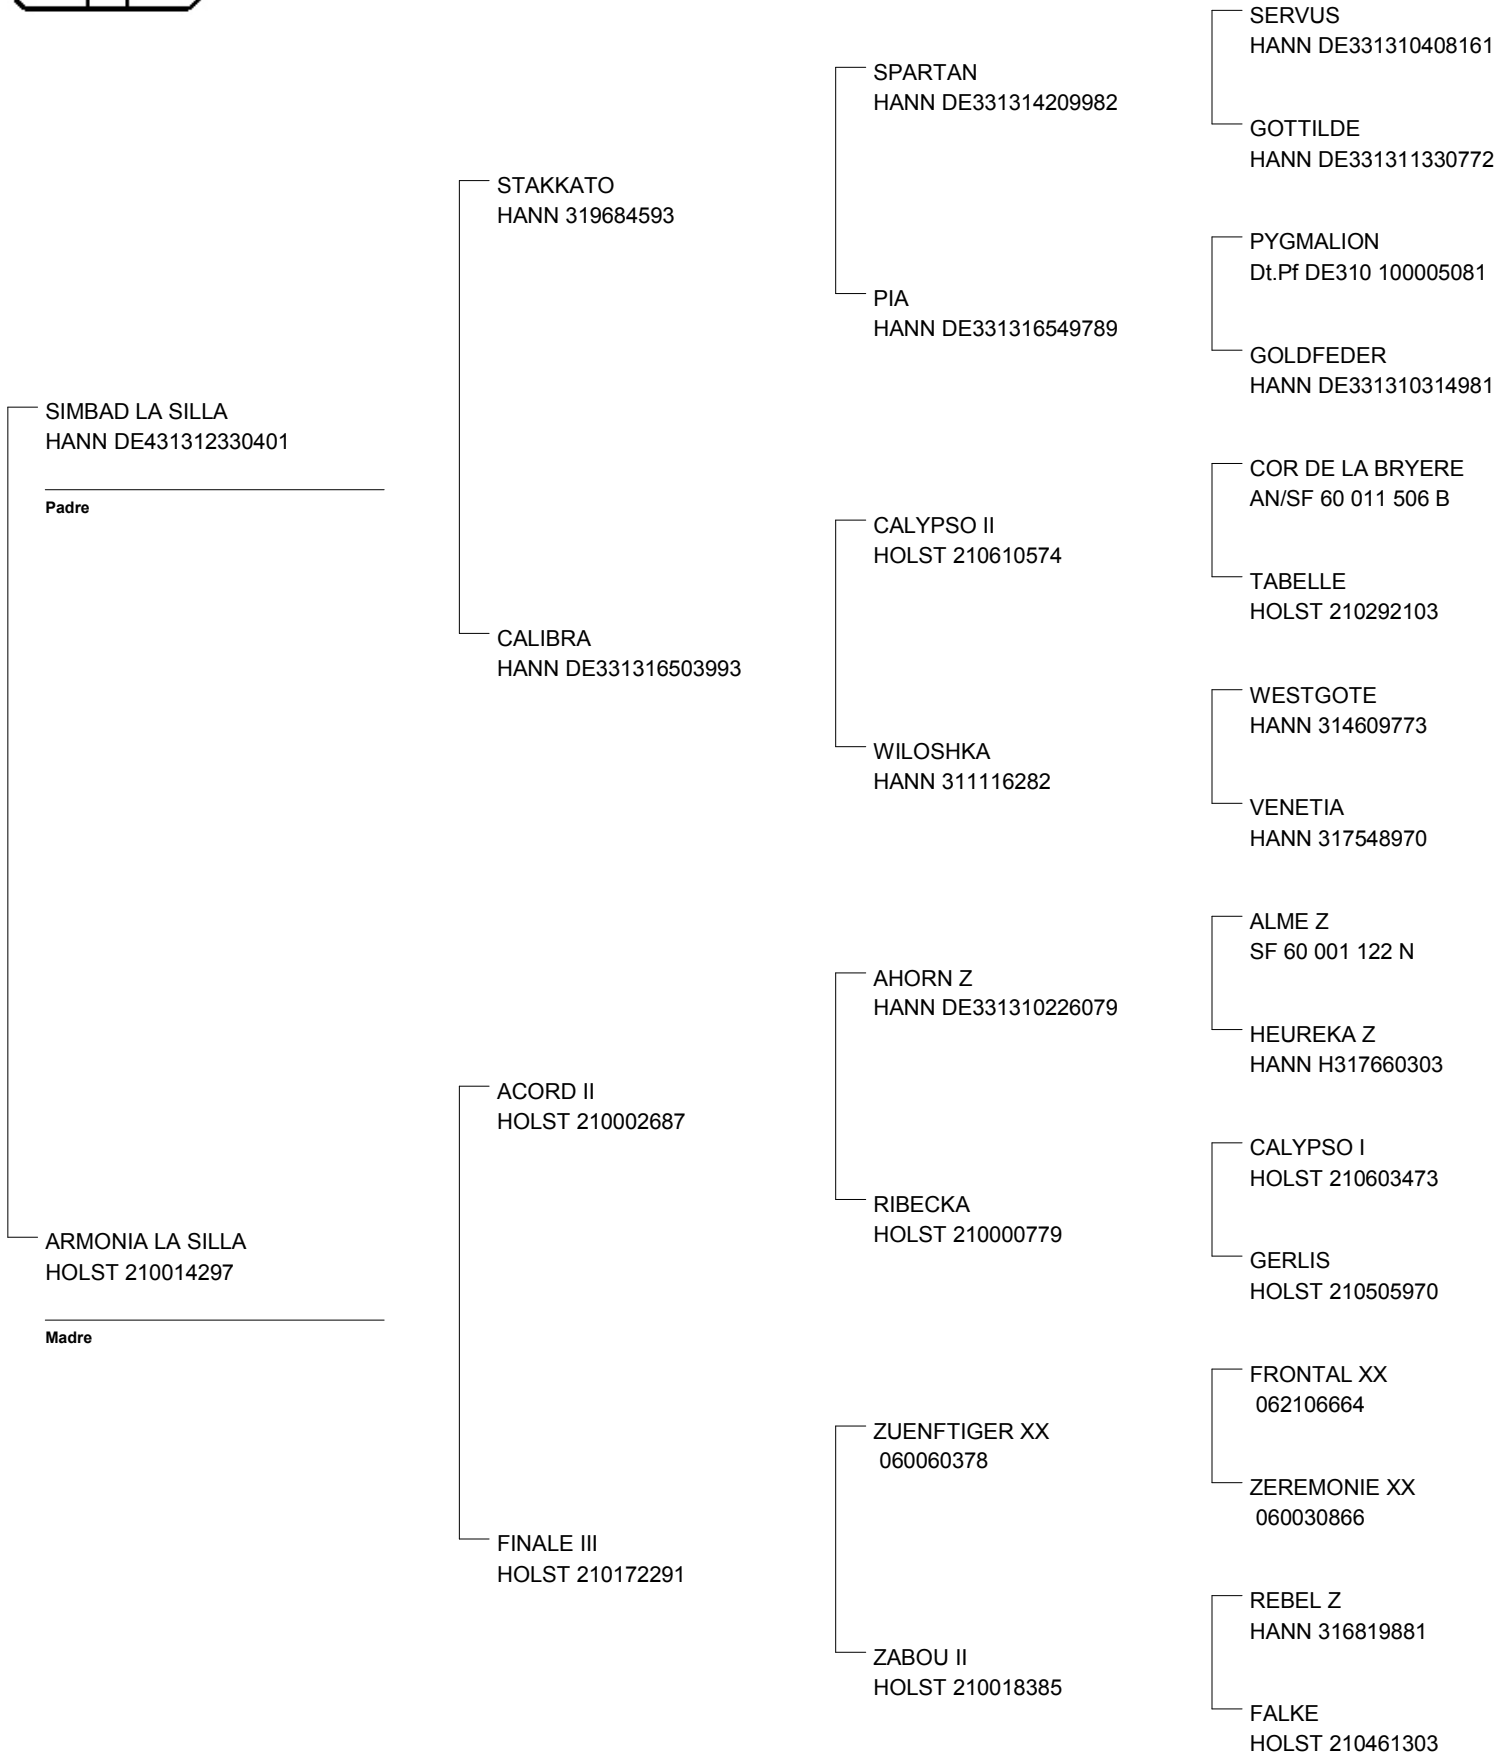 SIMBAD LA SILLA
HANN DE431312330401
Padre
ARMONIA LA SILLA
HOLST 210014297
Madre
STAKKATO
HANN 319684593
CALIBRA
HANN DE331316503993
ACORD II
HOLST 210002687
FINALE III
HOLST 210172291
SPARTAN
HANN DE331314209982
PIA
HANN DE331316549789
CALYPSO II
HOLST 210610574
WILOSHKA
HANN 311116282
AHORN Z
HANN DE331310226079
RIBECKA
HOLST 210000779
ZUENFTIGER XX
060060378
ZABOU II
HOLST 210018385
SERVUS
HANN DE331310408161
GOTTILDE
HANN DE331311330772
PYGMALION
Dt.Pf DE310 100005081
GOLDFEDER
HANN DE331310314981
COR DE LA BRYERE
AN/SF 60 011 506 B
TABELLE
HOLST 210292103
WESTGOTE
HANN 314609773
VENETIA
HANN 317548970
ALME Z
SF 60 001 122 N
HEUREKA Z
HANN H317660303
CALYPSO I
HOLST 210603473
GERLIS
HOLST 210505970
FRONTAL XX
062106664
ZEREMONIE XX
060030866
REBEL Z
HANN 316819881
FALKE
HOLST 210461303